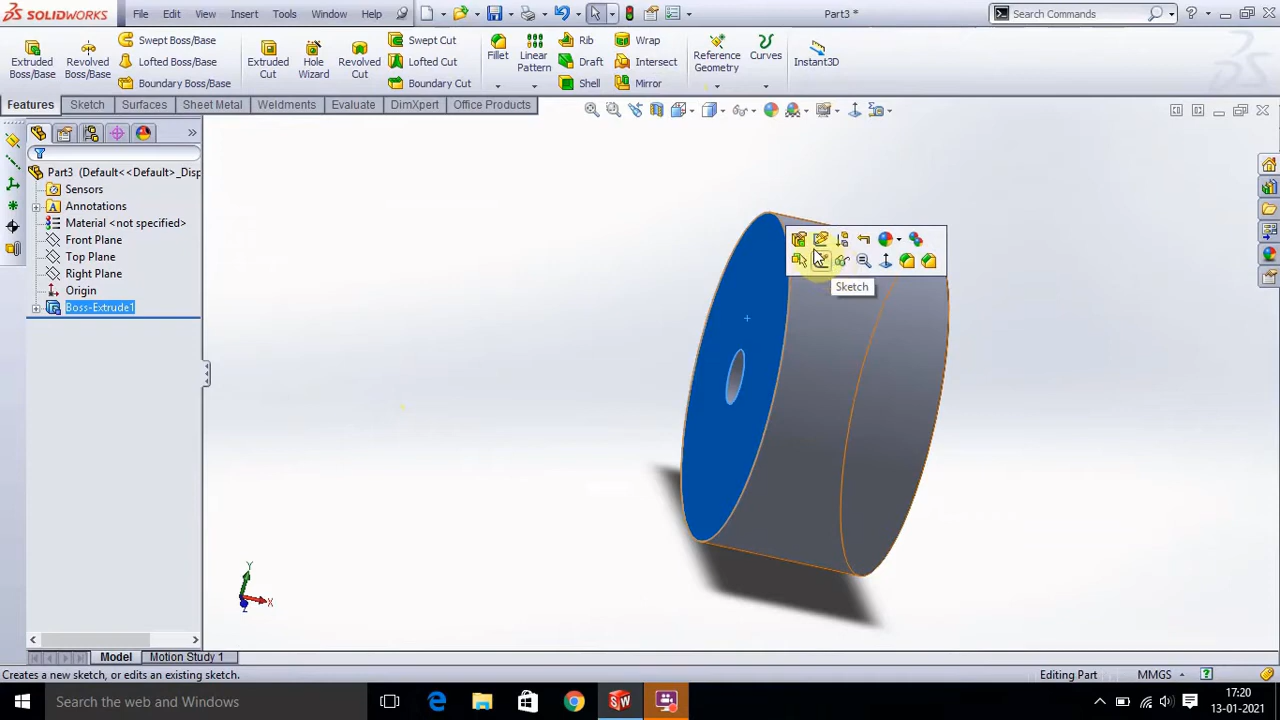 SOLIDWORKS File Edit View Insert Tools Window Help Part3 * Search Commands
Extruded Boss/Base
Revolved Boss/Base
Swept Boss/Base
Lofted Boss/Base
Boundary Boss/Base
Extruded Cut
Hole Wizard
Revolved Cut
Swept Cut
Lofted Cut
Boundary Cut
Fillet
Linear Pattern
Rib
Draft
Shell
Wrap
Intersect
Mirror
Reference Geometry
Curves
Instant3D
Features Sketch Surfaces Sheet Metal Weldments Evaluate DimXpert Office Products
Part3 (Default<<Default>_Disp
Sensors
Annotations
Material <not specified>
Front Plane
Top Plane
Right Plane
Origin
Boss-Extrude1
Sketch
Y
X
Z
Model Motion Study 1
Creates a new sketch, or edits an existing sketch. Editing Part MMGS
Search the web and Windows
17:20
13-01-2021